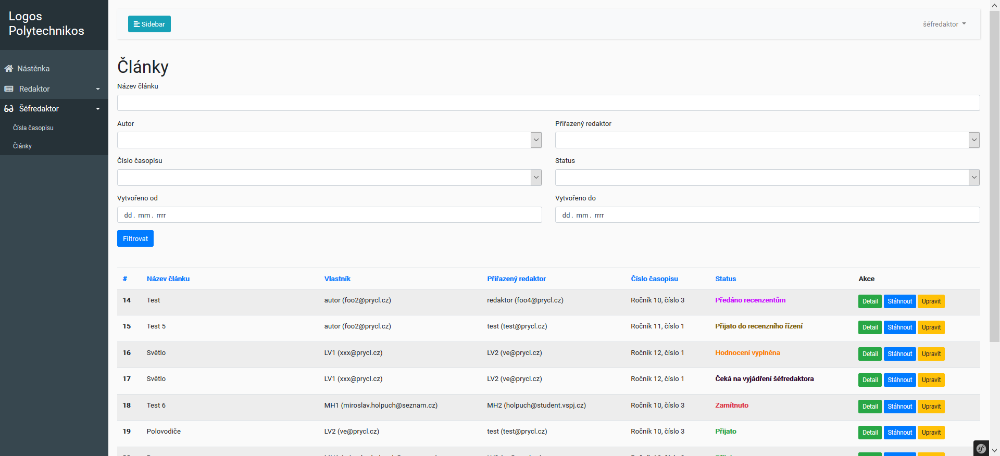 Logos
Polytechnikos
Sidebar
šéfredaktor
Nástěnka
Redaktor
Šéfredaktor
Čísla časopisu
Články
Články
Název článku
Autor
Přiřazený redaktor
Číslo časopisu
Status
Vytvořeno od
Vytvořeno do
dd. mm. rrrr
dd. mm. rrrr
Filtrovat
# Název článku Vlastník Přiřazený redaktor Číslo časopisu Status Akce
14 Test autor (foo2@prycl.cz) redaktor (foo4@prycl.cz) Ročník 10, číslo 3 Předáno recenzentům Detail Stáhnout Upravit
15 Test 5 autor (foo2@prycl.cz) test (test@prycl.cz) Ročník 11, číslo 1 Přijato do recenzního řízení Detail Stáhnout Upravit
16 Světlo LV1 (xxx@prycl.cz) LV2 (ve@prycl.cz) Ročník 12, číslo 1 Hodnocení vyplněna Detail Stáhnout Upravit
17 Světlo LV1 (xxx@prycl.cz) LV2 (ve@prycl.cz) Ročník 12, číslo 1 Čeká na vyjádření šéfredaktora Detail Stáhnout Upravit
18 Test 6 MH1 (miroslav.holpuch@seznam.cz) MH2 (holpuch@student.vspj.cz) Ročník 10, číslo 3 Zamítnuto Detail Stáhnout Upravit
19 Polovodiče LV2 (ve@prycl.cz) test (test@prycl.cz) Ročník 10, číslo 3 Přijato Detail Stáhnout Upravit
sf